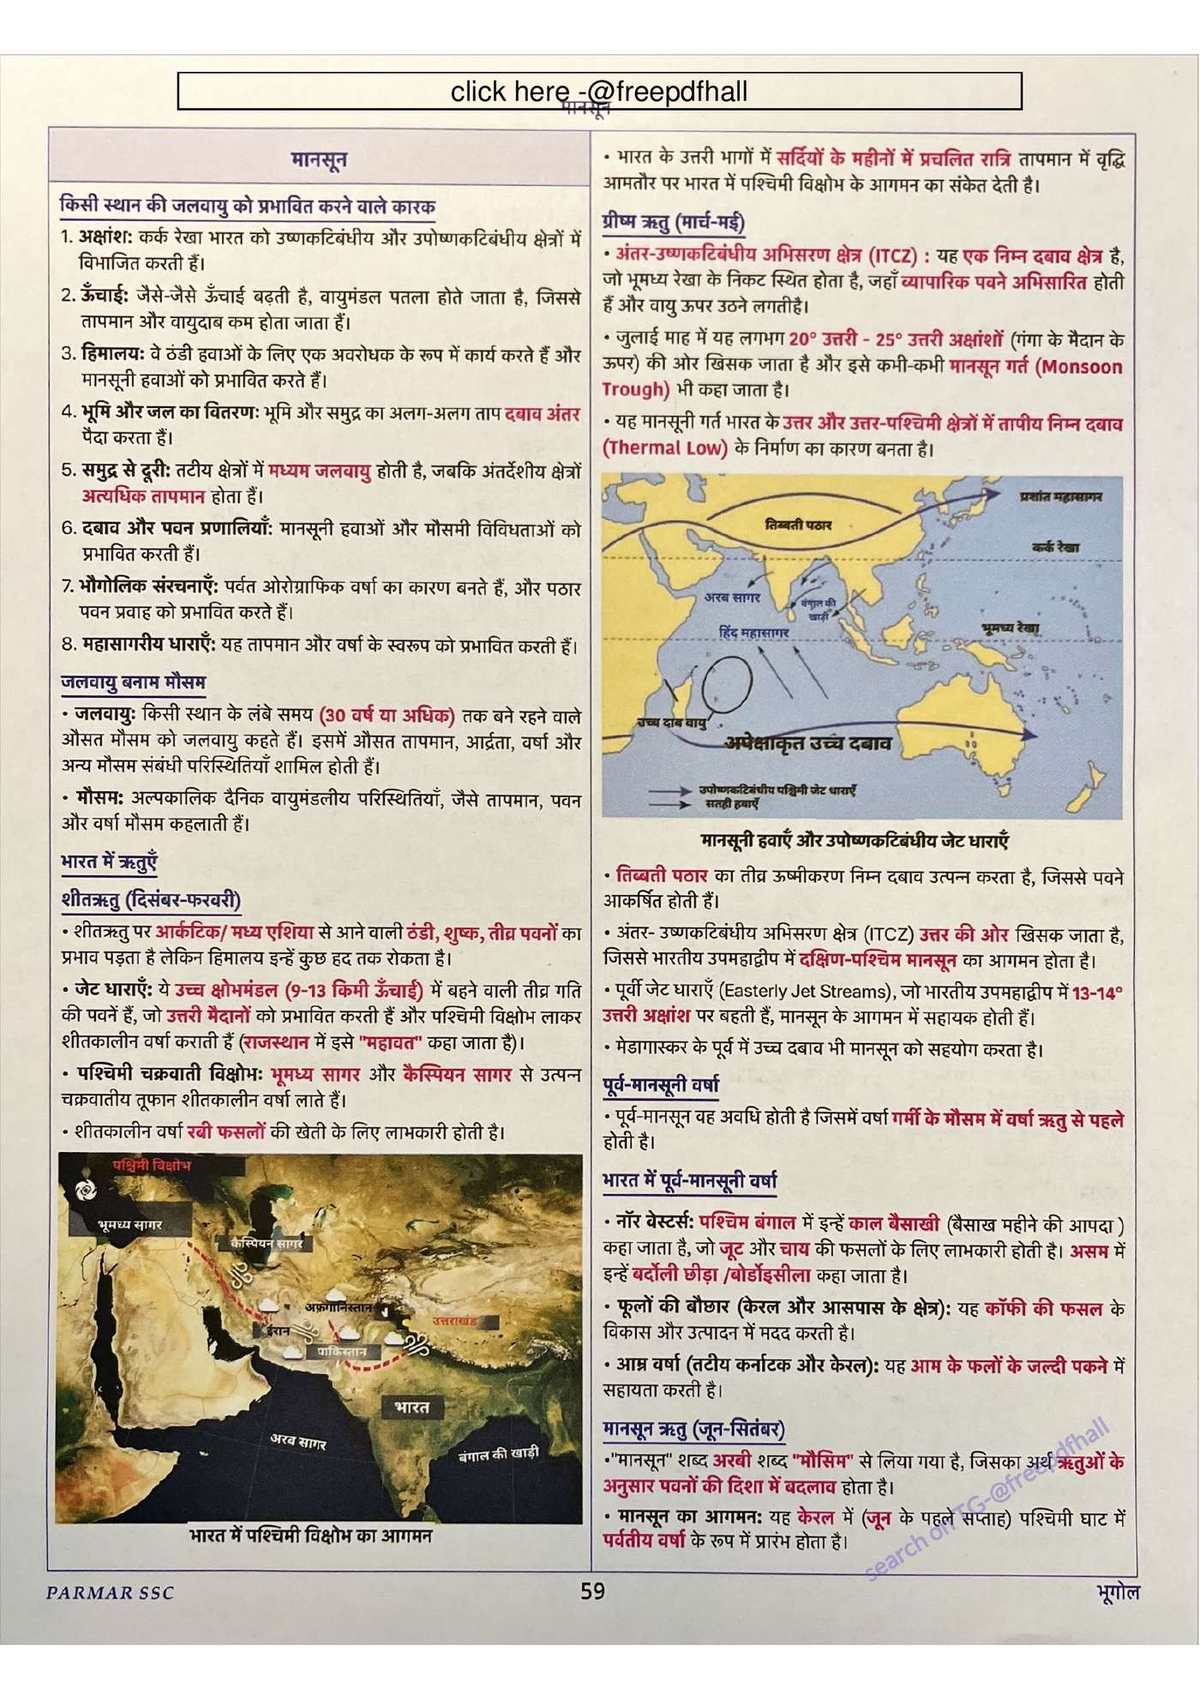 click here -@freepdfhall
मानसून
मानसून
किसी स्थान की जलवायु को प्रभावित करने वाले कारक
1. अक्षांश: कर्क रेखा भारत को उष्णकटिबंधीय और उपोष्णकटिबंधीय क्षेत्रों में
विभाजित करती हैं।
2. ऊँचाई: जैसे-जैसे ऊँचाई बढ़ती है, वायुमंडल पतला होते जाता है, जिससे
तापमान और वायुदाब कम होता जाता हैं।
3. हिमालय: वे ठंडी हवाओं के लिए एक अवरोधक के रूप में कार्य करते हैं और
मानसूनी हवाओं को प्रभावित करते हैं।
4. भूमि और जल का वितरण: भूमि और समुद्र का अलग-अलग ताप दबाव अंतर
पैदा करता हैं।
5. समुद्र से दूरी: तटीय क्षेत्रों में मध्यम जलवायु होती है, जबकि अंतर्देशीय क्षेत्रों
अत्यधिक तापमान होता हैं।
6. दबाव और पवन प्रणालियाँ: मानसूनी हवाओं और मौसमी विविधताओं को
प्रभावित करती हैं।
7. भौगोलिक संरचनाएँ: पर्वत ओरोग्राफिक वर्षा का कारण बनते हैं, और पठार
पवन प्रवाह को प्रभावित करते हैं।
8. महासागरीय धाराएँ: यह तापमान और वर्षा के स्वरूप को प्रभावित करती हैं।
जलवायु बनाम मौसम
• जलवायु: किसी स्थान के लंबे समय (30 वर्ष या अधिक) तक बने रहने वाले
औसत मौसम को जलवायु कहते हैं। इसमें औसत तापमान, आर्द्रता, वर्षा और
अन्य मौसम संबंधी परिस्थितियाँ शामिल होती हैं।
• मौसम: अल्पकालिक दैनिक वायुमंडलीय परिस्थितियाँ, जैसे तापमान, पवन
और वर्षा मौसम कहलाती हैं।
भारत में ऋतुएँ
शीतऋतु (दिसंबर-फरवरी)
• शीतऋतु पर आर्कटिक/ मध्य एशिया से आने वाली ठंडी, शुष्क, तीव्र पवनों का
प्रभाव पड़ता है लेकिन हिमालय इन्हें कुछ हद तक रोकता है।
• जेट धाराएँ: ये उच्च क्षोभमंडल (9-13 किमी ऊँचाई) में बहने वाली तीव्र गति
की पवनें हैं, जो उत्तरी मैदानों को प्रभावित करती हैं और पश्चिमी विक्षोभ लाकर
शीतकालीन वर्षा कराती हैं (राजस्थान में इसे "महावत" कहा जाता है)।
• पश्चिमी चक्रवाती विक्षोभ: भूमध्य सागर और कैस्पियन सागर से उत्पन्न
चक्रवातीय तूफान शीतकालीन वर्षा लाते हैं।
• शीतकालीन वर्षा रबी फसलों की खेती के लिए लाभकारी होती है।
पश्चिमी विक्षोभ
भूमध्य सागर
कैस्पियन सागर
अफ़गानिस्तान
ईरान
उत्तराखंड
पाकिस्तान
भारत
अरब सागर
बंगाल की खाड़ी
भारत में पश्चिमी विक्षोभ का आगमन
• भारत के उत्तरी भागों में सर्दियों के महीनों में प्रचलित रात्रि तापमान में वृद्धि
आमतौर पर भारत में पश्चिमी विक्षोभ के आगमन का संकेत देती है।
ग्रीष्म ऋतु (मार्च-मई)
• अंतर-उष्णकटिबंधीय अभिसरण क्षेत्र (ITCZ) : यह एक निम्न दबाव क्षेत्र है,
जो भूमध्य रेखा के निकट स्थित होता है, जहाँ व्यापारिक पवने अभिसारित होती
हैं और वायु ऊपर उठने लगतीहै।
• जुलाई माह में यह लगभग 20° उत्तरी - 25° उत्तरी अक्षांशों (गंगा के मैदान के
ऊपर) की ओर खिसक जाता है और इसे कभी-कभी मानसून गर्त (Monsoon
Trough) भी कहा जाता है।
• यह मानसूनी गर्त भारत के उत्तर और उत्तर-पश्चिमी क्षेत्रों में तापीय निम्न दबाव
(Thermal Low) के निर्माण का कारण बनता है।
प्रशांत महासागर
तिब्बती पठार
कर्क रेखा
अरब सागर
बंगाल की
खाड़ी
हिंद महासागर
भूमध्य रेखा
उच्च दाब वायु
अपेक्षाकृत उच्च दबाव
उपोष्णकटिबंधीय पश्चिमी जेट धाराएँ
सतही हवाएँ
मानसूनी हवाएँ और उपोष्णकटिबंधीय जेट धाराएँ
• तिब्बती पठार का तीव्र ऊष्मीकरण निम्न दबाव उत्पन्न करता है, जिससे पवने
आकर्षित होती हैं।
• अंतर- उष्णकटिबंधीय अभिसरण क्षेत्र (ITCZ) उत्तर की ओर खिसक जाता है,
जिससे भारतीय उपमहाद्वीप में दक्षिण-पश्चिम मानसून का आगमन होता है।
• पूर्वी जेट धाराएँ (Easterly Jet Streams), जो भारतीय उपमहाद्वीप में 13-14°
उत्तरी अक्षांश पर बहती हैं, मानसून के आगमन में सहायक होती हैं।
• मेडागास्कर के पूर्व में उच्च दबाव भी मानसून को सहयोग करता है।
पूर्व-मानसूनी वर्षा
• पूर्व-मानसून वह अवधि होती है जिसमें वर्षा गर्मी के मौसम में वर्षा ऋतु से पहले
होती है।
भारत में पूर्व-मानसूनी वर्षा
• नॉर वेस्टर्स: पश्चिम बंगाल में इन्हें काल बैसाखी (बैसाख महीने की आपदा )
कहा जाता है, जो जूट और चाय की फसलों के लिए लाभकारी होती है। असम में
इन्हें बर्दोली छीड़ा /बोर्डोइसीला कहा जाता है।
• फूलों की बौछार (केरल और आसपास के क्षेत्र): यह कॉफी की फसल के
विकास और उत्पादन में मदद करती है।
• आम्र वर्षा (तटीय कर्नाटक और केरल): यह आम के फलों के जल्दी पकने में
सहायता करती है।
मानसून ऋतु (जून-सितंबर)
•"मानसून" शब्द अरबी शब्द "मौसिम" से लिया गया है, जिसका अर्थ ऋतुओं के
अनुसार पवनों की दिशा में बदलाव होता है।
• मानसून का आगमन: यह केरल में (जून के पहले सप्ताह) पश्चिमी घाट में
पर्वतीय वर्षा के रूप में प्रारंभ होता है।
search on TG-@freepdfhall
PARMAR SSC
59
भूगोल